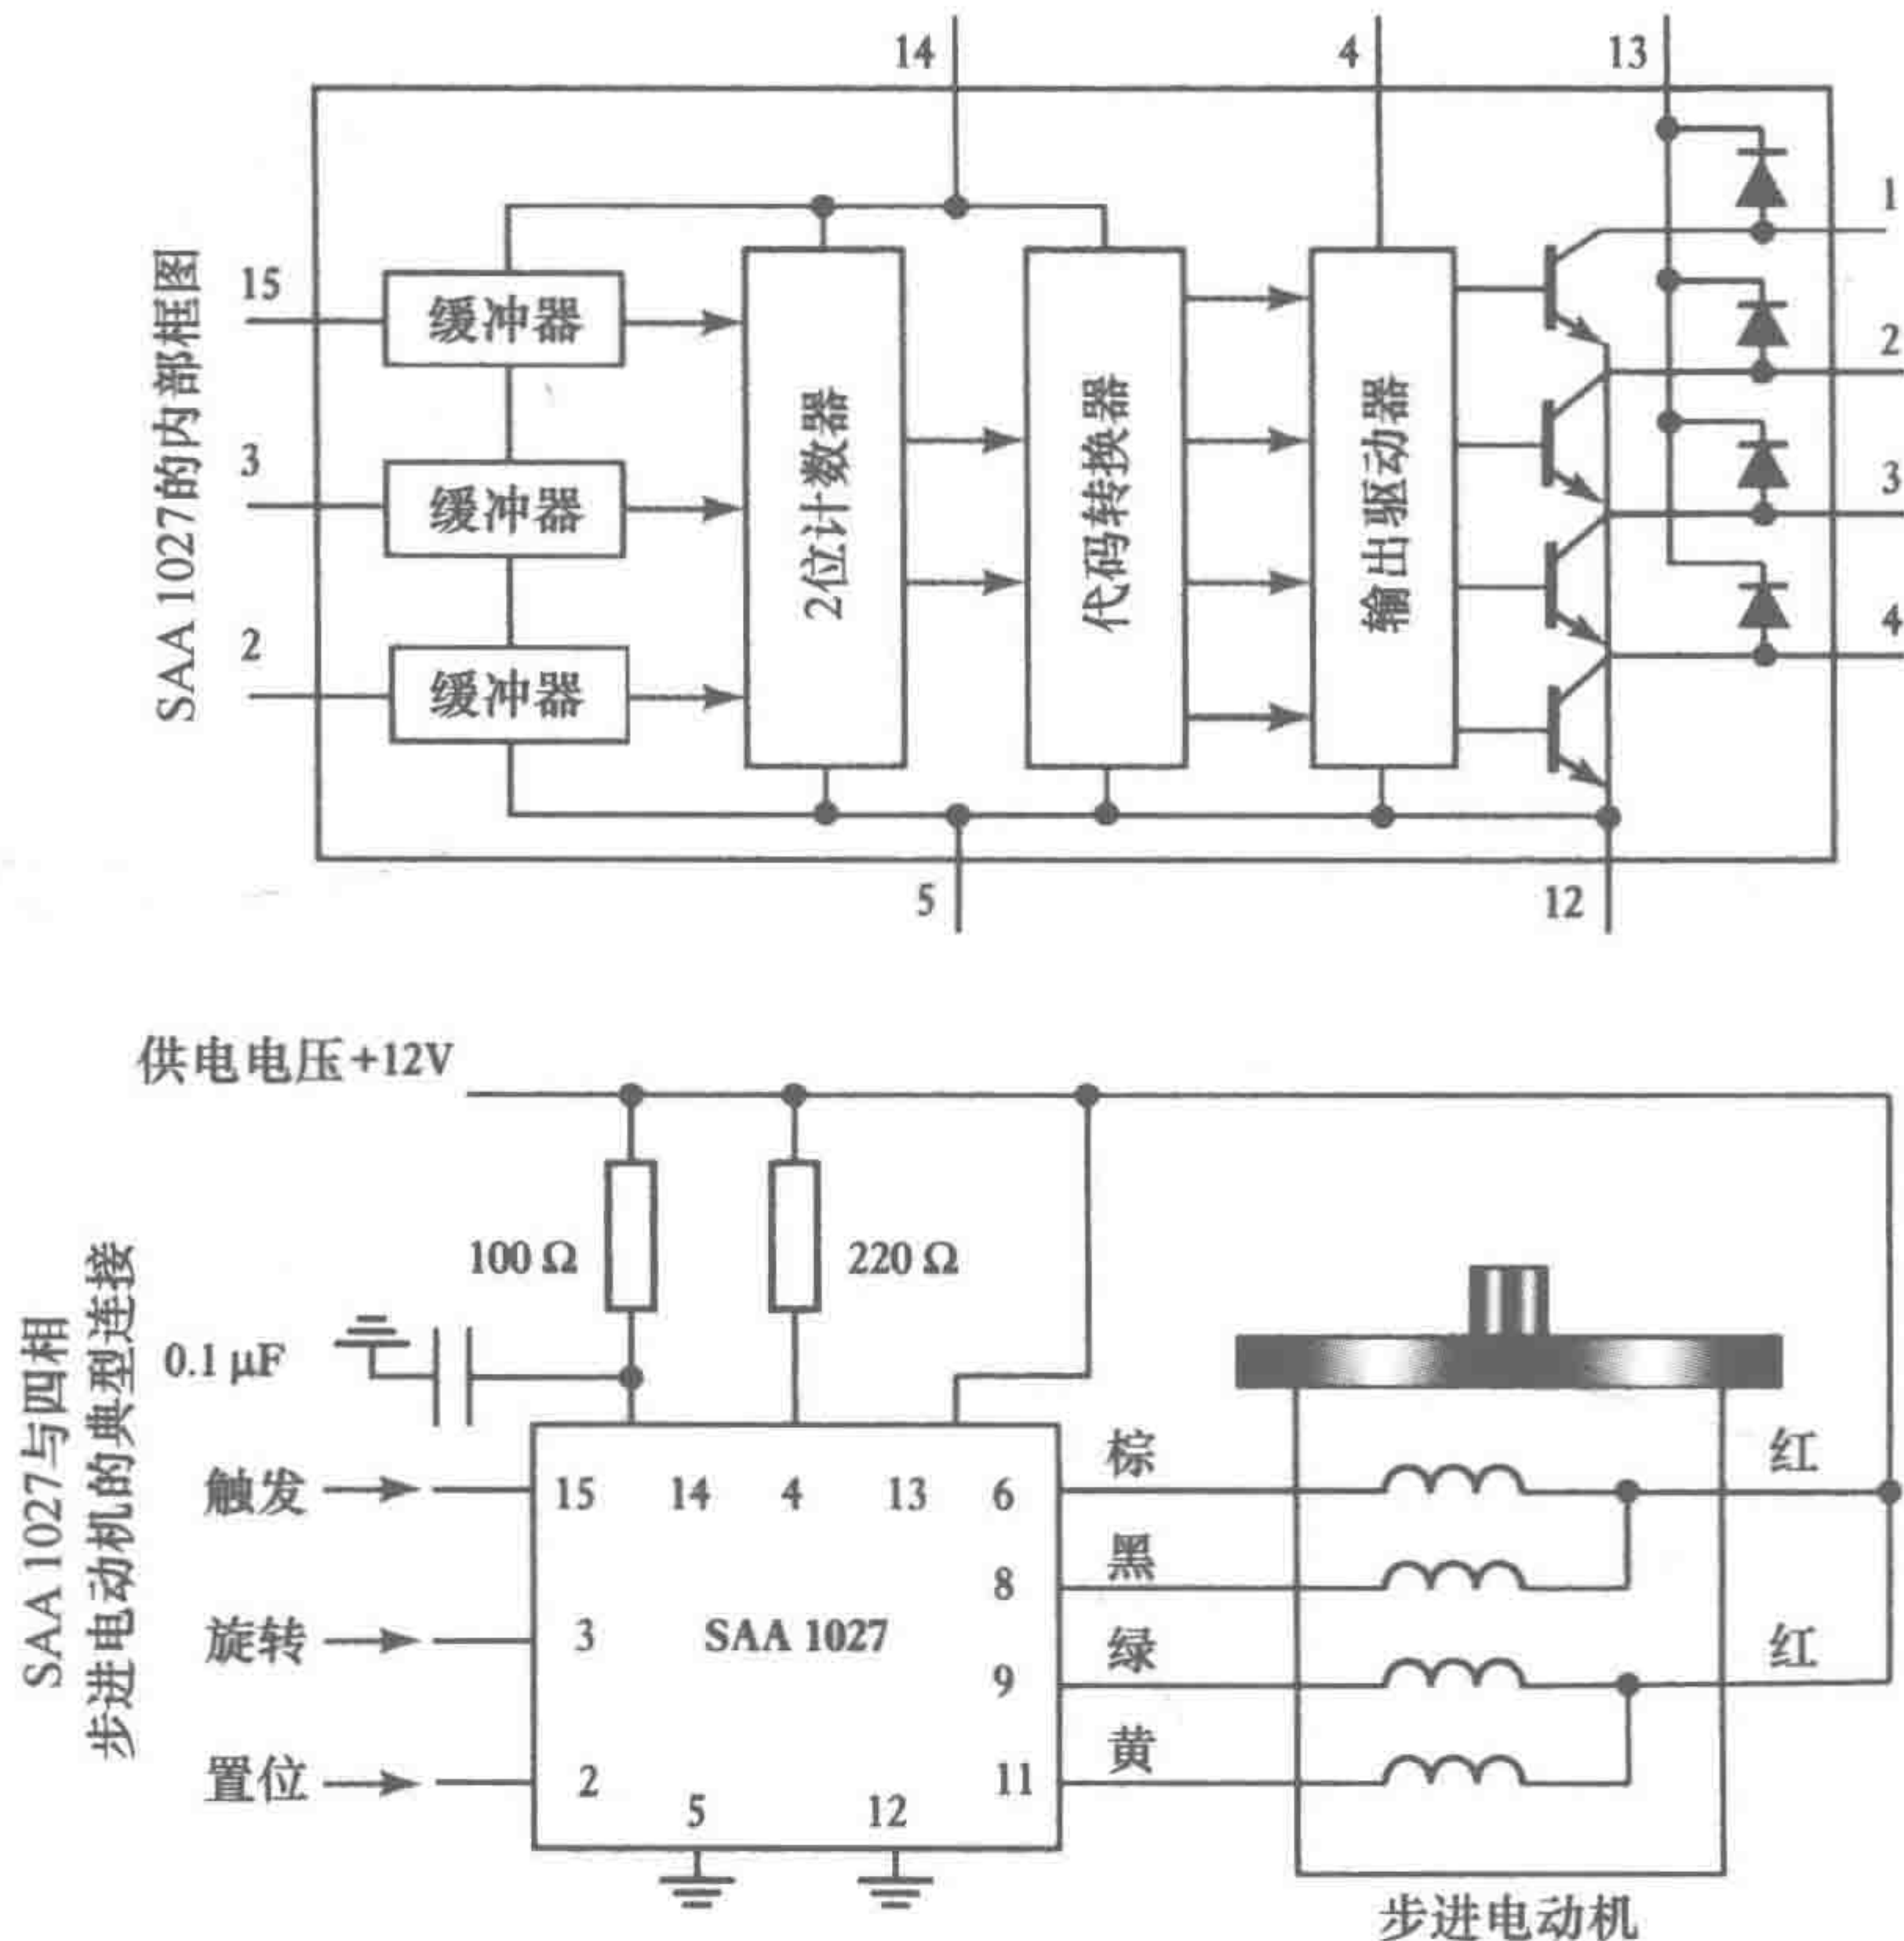 14
4
13
1
SAA 1027的内部框图
15
缓冲器
2
3
缓冲器
2位计数器
代码转换器
输出驱动器
3
2
缓冲器
4
5
12
供电电压+12V
100 Ω
220 Ω
0.1 μF
SAA 1027与四相
步进电动机的典型连接
触发
15
14
4
13
6
棕
红
8
黑
旋转
3
SAA 1027
9
绿
红
置位
2
5
12
11
黄
步进电动机